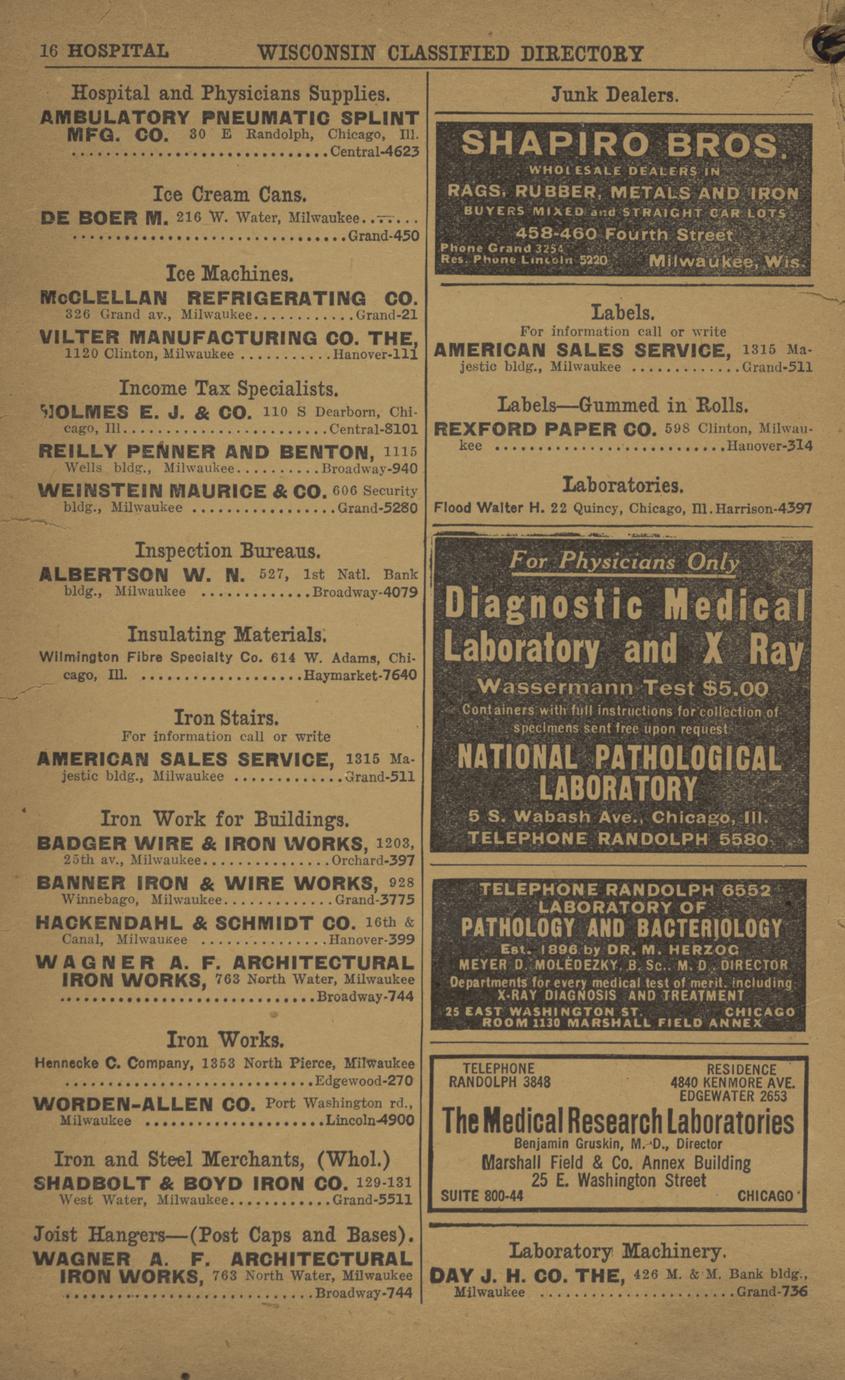 16 HOSPITAL WISCONSIN CLASSIFIED DIRECTORY
Hospital and Physicians Supplies.
AMBULATORY PNEUMATIC SPLINT
MFG. CO. 30 E Randolph, Chicago, Ill.
..............................Central-4623
Ice Cream Cans.
DE BOER M. 216 W. Water, Milwaukee.......
................................Grand-450
Ice Machines.
McCLELLAN REFRIGERATING CO.
326 Grand av., Milwaukee............Grand-21
VILTER MANUFACTURING CO. THE,
1120 Clinton, Milwaukee ...........Hanover-111
Income Tax Specialists.
HOLMES E. J. & CO. 110 S Dearborn, Chi-
cago, Ill........................Central-8101
REILLY PENNER AND BENTON, 1115
Wells bldg., Milwaukee..........Broadway-940
WEINSTEIN MAURICE & CO. 606 Security
bldg., Milwaukee .................Grand-5280
Inspection Bureaus.
ALBERTSON W. N. 527, 1st Natl. Bank
bldg., Milwaukee .............Broadway-4079
Insulating Materials.
Wilmington Fibre Specialty Co. 614 W. Adams, Chi-
cago, Ill. ...................Haymarket-7640
Iron Stairs.
For information call or write
AMERICAN SALES SERVICE, 1315 Ma-
jestic bldg., Milwaukee .............Grand-511
Iron Work for Buildings.
BADGER WIRE & IRON WORKS, 1203,
25th av., Milwaukee...............Orchard-397
BANNER IRON & WIRE WORKS, 928
Winnebago, Milwaukee.............Grand-3775
HACKENDAHL & SCHMIDT CO. 16th &
Canal, Milwaukee ...............Hanover-399
WAGNER A. F. ARCHITECTURAL
IRON WORKS, 763 North Water, Milwaukee
..............................Broadway-744
Iron Works.
Hennecke C. Company, 1353 North Pierce, Milwaukee
.............................Edgewood-270
WORDEN-ALLEN CO. Port Washington rd.,
Milwaukee .....................Lincoln-4900
Iron and Steel Merchants, (Whol.)
SHADBOLT & BOYD IRON CO. 129-131
West Water, Milwaukee............Grand-5511
Joist Hangers—(Post Caps and Bases).
WAGNER A. F. ARCHITECTURAL
IRON WORKS, 763 North Water, Milwaukee
.............................Broadway-744
Junk Dealers.
SHAPIRO BROS.
WHOLESALE DEALERS IN
RAGS, RUBBER, METALS AND IRON
BUYERS MIXED and STRAIGHT CAR LOTS
458-460 Fourth Street
Phone Grand 3254
Res. Phone Lincoln 5220 Milwaukee, Wis.
Labels.
For information call or write
AMERICAN SALES SERVICE, 1315 Ma-
jestic bldg., Milwaukee .............Grand-511
Labels—Gummed in Rolls.
REXFORD PAPER CO. 598 Clinton, Milwau-
kee ...........................Hanover-314
Laboratories.
Flood Walter H. 22 Quincy, Chicago, Ill.Harrison-4397
For Physicians Only
Diagnostic Medical
Laboratory and X Ray
Wassermann Test $5.00
Containers with full instructions for collection of
specimens sent free upon request
NATIONAL PATHOLOGICAL
LABORATORY
5 S. Wabash Ave., Chicago, Ill.
TELEPHONE RANDOLPH 5580
TELEPHONE RANDOLPH 6552
LABORATORY OF
PATHOLOGY AND BACTERIOLOGY
Est. 1896 by DR. M. HERZOG
MEYER D. MOLEDEZKY, B. Sc., M. D., DIRECTOR
Departments for every medical test of merit, including
X-RAY DIAGNOSIS AND TREATMENT
25 EAST WASHINGTON ST. CHICAGO
ROOM 1130 MARSHALL FIELD ANNEX
TELEPHONE RESIDENCE
RANDOLPH 3848 4840 KENMORE AVE.
EDGEWATER 2653
The Medical Research Laboratories
Benjamin Gruskin, M. D., Director
Marshall Field & Co. Annex Building
25 E. Washington Street
SUITE 800-44 CHICAGO
Laboratory Machinery.
DAY J. H. CO. THE, 426 M. & M. Bank bldg.,
Milwaukee .......................Grand-736